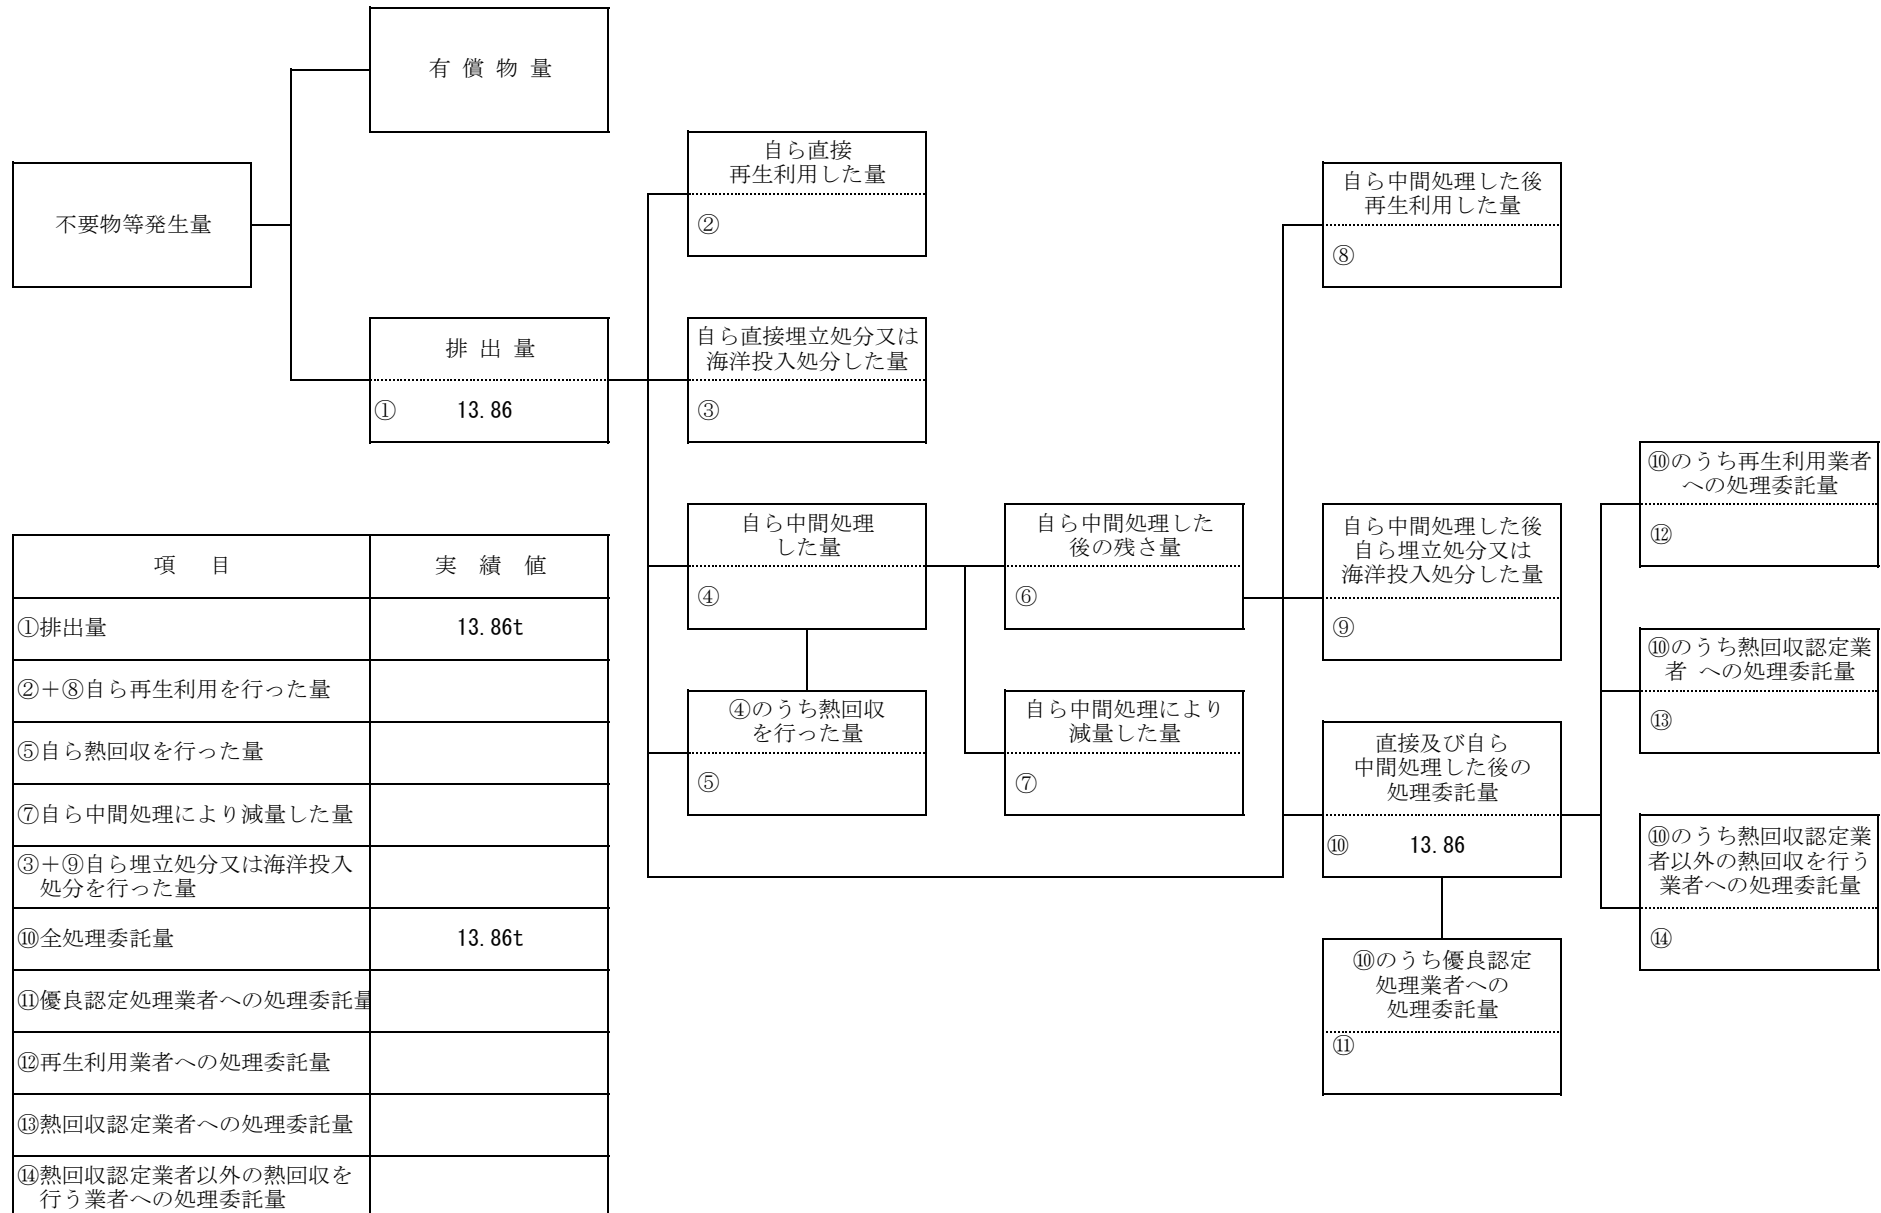 有 償 物 量
不要物等発生量
排 出 量
① 13.86
自ら直接
再生利用した量
②
自ら直接埋立処分又は
海洋投入処分した量
③
自ら中間処理
した量
④
④のうち熱回収
を行った量
⑤
自ら中間処理した
後の残さ量
⑥
自ら中間処理により
減量した量
⑦
自ら中間処理した後
再生利用した量
⑧
自ら中間処理した後
自ら埋立処分又は
海洋投入処分した量
⑨
直接及び自ら
中間処理した後の
処理委託量
⑩ 13.86
⑩のうち優良認定
処理業者への
処理委託量
⑪
⑩のうち再生利用業者
への処理委託量
⑫
⑩のうち熱回収認定業
者 への処理委託量
⑬
⑩のうち熱回収認定業
者以外の熱回収を行う
業者への処理委託量
⑭
項 目 実 績 値
①排出量 13.86t
②＋⑧自ら再生利用を行った量
⑤自ら熱回収を行った量
⑦自ら中間処理により減量した量
③＋⑨自ら埋立処分又は海洋投入
処分を行った量
⑩全処理委託量 13.86t
⑪優良認定処理業者への処理委託量
⑫再生利用業者への処理委託量
⑬熱回収認定業者への処理委託量
⑭熱回収認定業者以外の熱回収を
行う業者への処理委託量